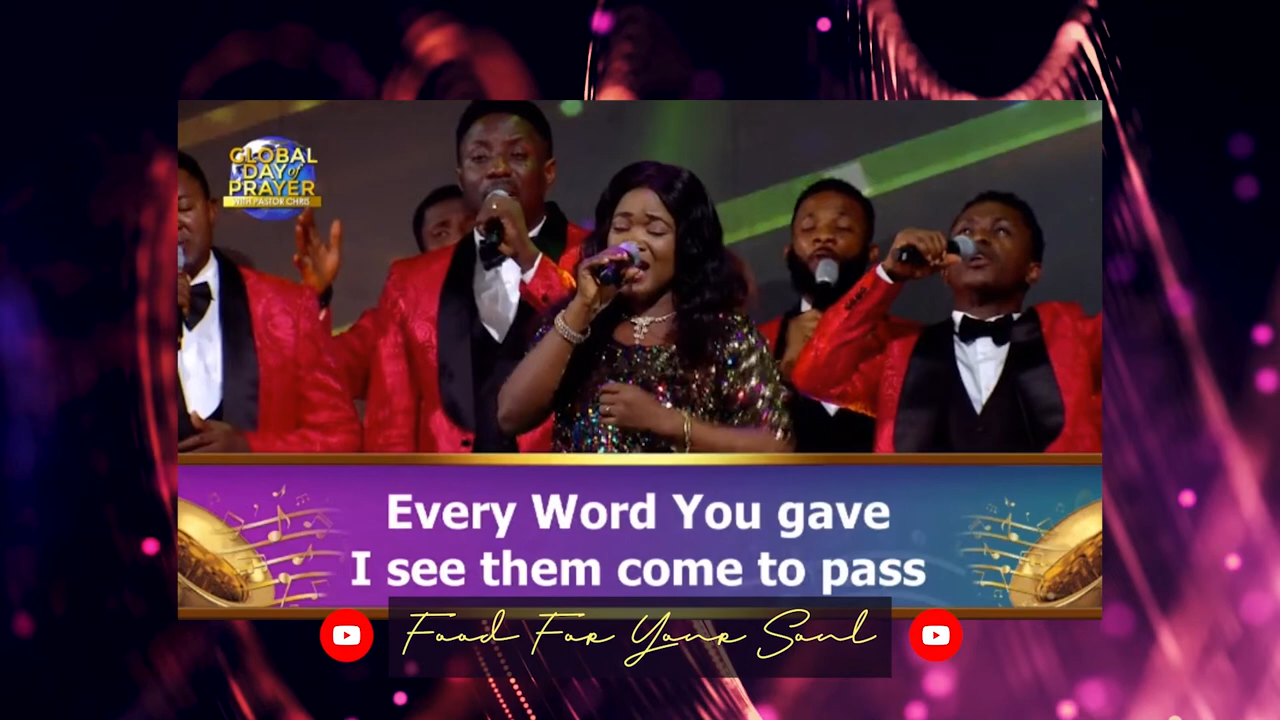 GLOBAL
DAY of
PRAYER
WITH PASTOR CHRIS
Every Word You gave
I see them come to pass
Food For Your Soul